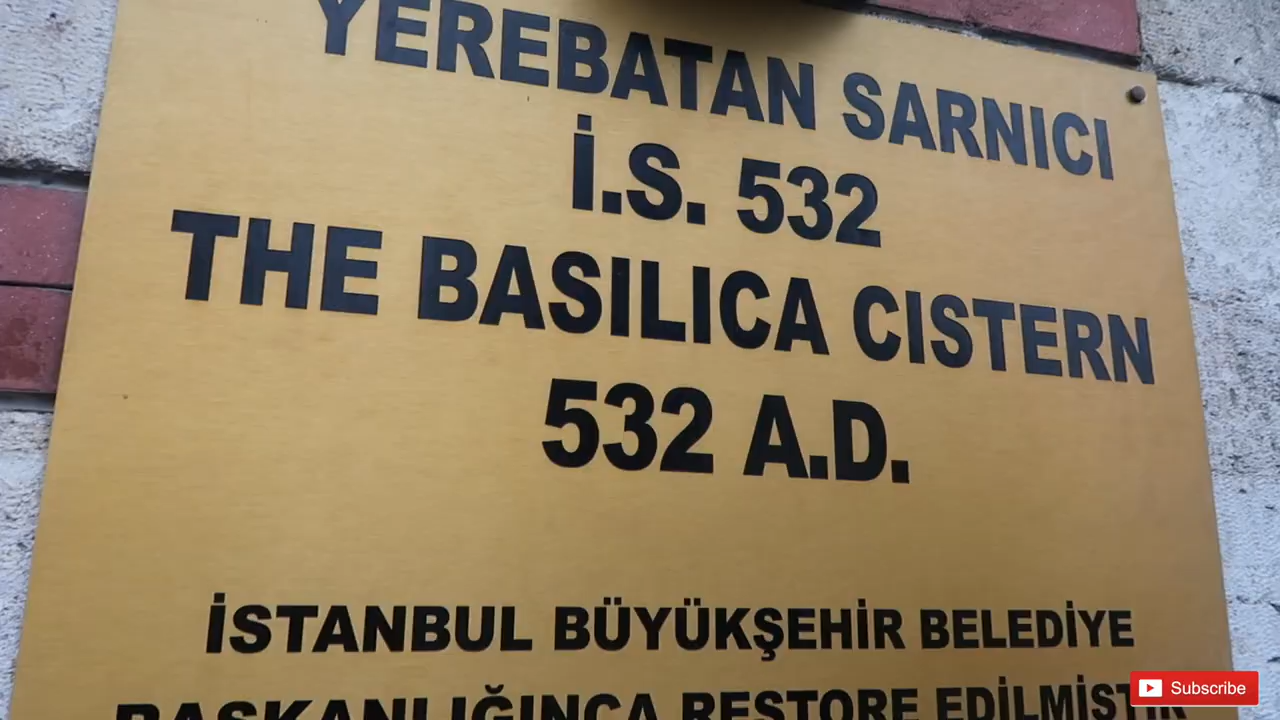 YEREBATAN SARNICI
İ.S. 532
THE BASILICA CISTERN
532 A.D.
İSTANBUL BÜYÜKŞEHİR BELEDİYE
BAŞKANLIĞINCA RESTORE EDİLMİŞTİR
Subscribe